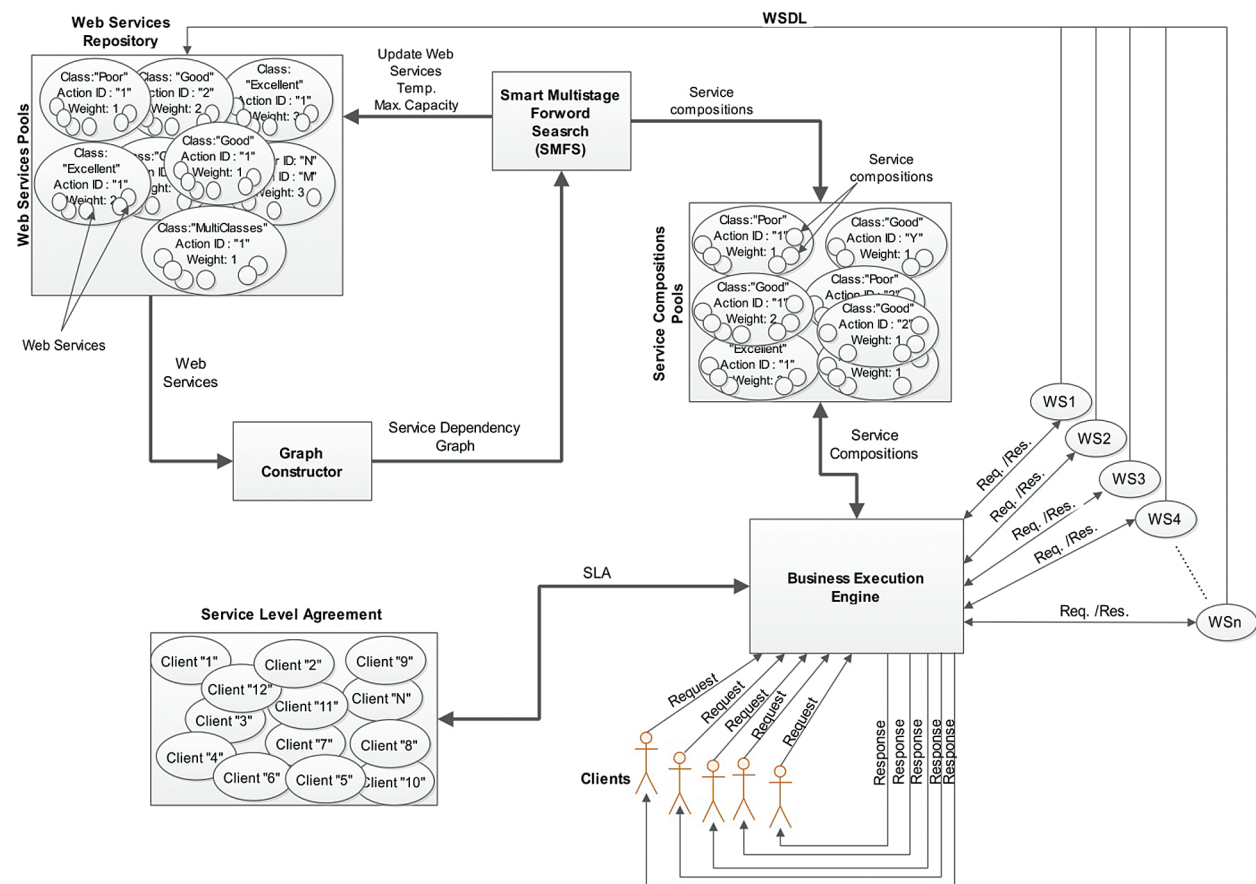 Web Services
Repository
WSDL
Web Services Pools
Class:"Poor"
Action ID : "1"
Weight: 1
Class: "Good"
Action ID : "2"
Weight: 2
Class:
"Excellent"
Action ID : "1"
Weight: 3
Class:
"Excellent"
Action ID : "1"
Weight: 2
Class:"Good"
Action ID : "1"
Weight: 1
ID: "N"
ID: "M"
Weight: 3
Class:"MultiClasses"
Action ID : "1"
Weight: 1
Web Services
Update Web
Services
Temp.
Max. Capacity
Smart Multistage
Forword
Seasrch
(SMFS)
Service
compositions
Service
compositions
Service Compositions
Pools
Class:"Poor"
Action ID : "1"
Weight: 1
Class:"Good"
Action ID : "Y"
Weight: 1
Class:"Good"
Action ID : "1"
Weight: 2
Class:"Poor"
Action ID : "2"
Class:"Good"
Action ID : "2"
Weight: 1
"Excellent"
Action ID : "1"
Weight:
Weight: 1
Web
Services
Graph
Constructor
Service Dependency
Graph
Service
Compositions
WS1
WS2
WS3
WS4
WSn
Req. /Res.
Req. /Res.
Req. /Res.
Req. /Res.
Req. /Res.
Business Execution
Engine
SLA
Service Level Agreement
Client "1"
Client "2"
Client "9"
Client "12"
Client "N"
Client "11"
Client "3"
Client "7"
Client "8"
Client "4"
Client "6"
Client "5"
Client "10"
Clients
Request
Request
Request
Request
Request
Response
Response
Response
Response
Response